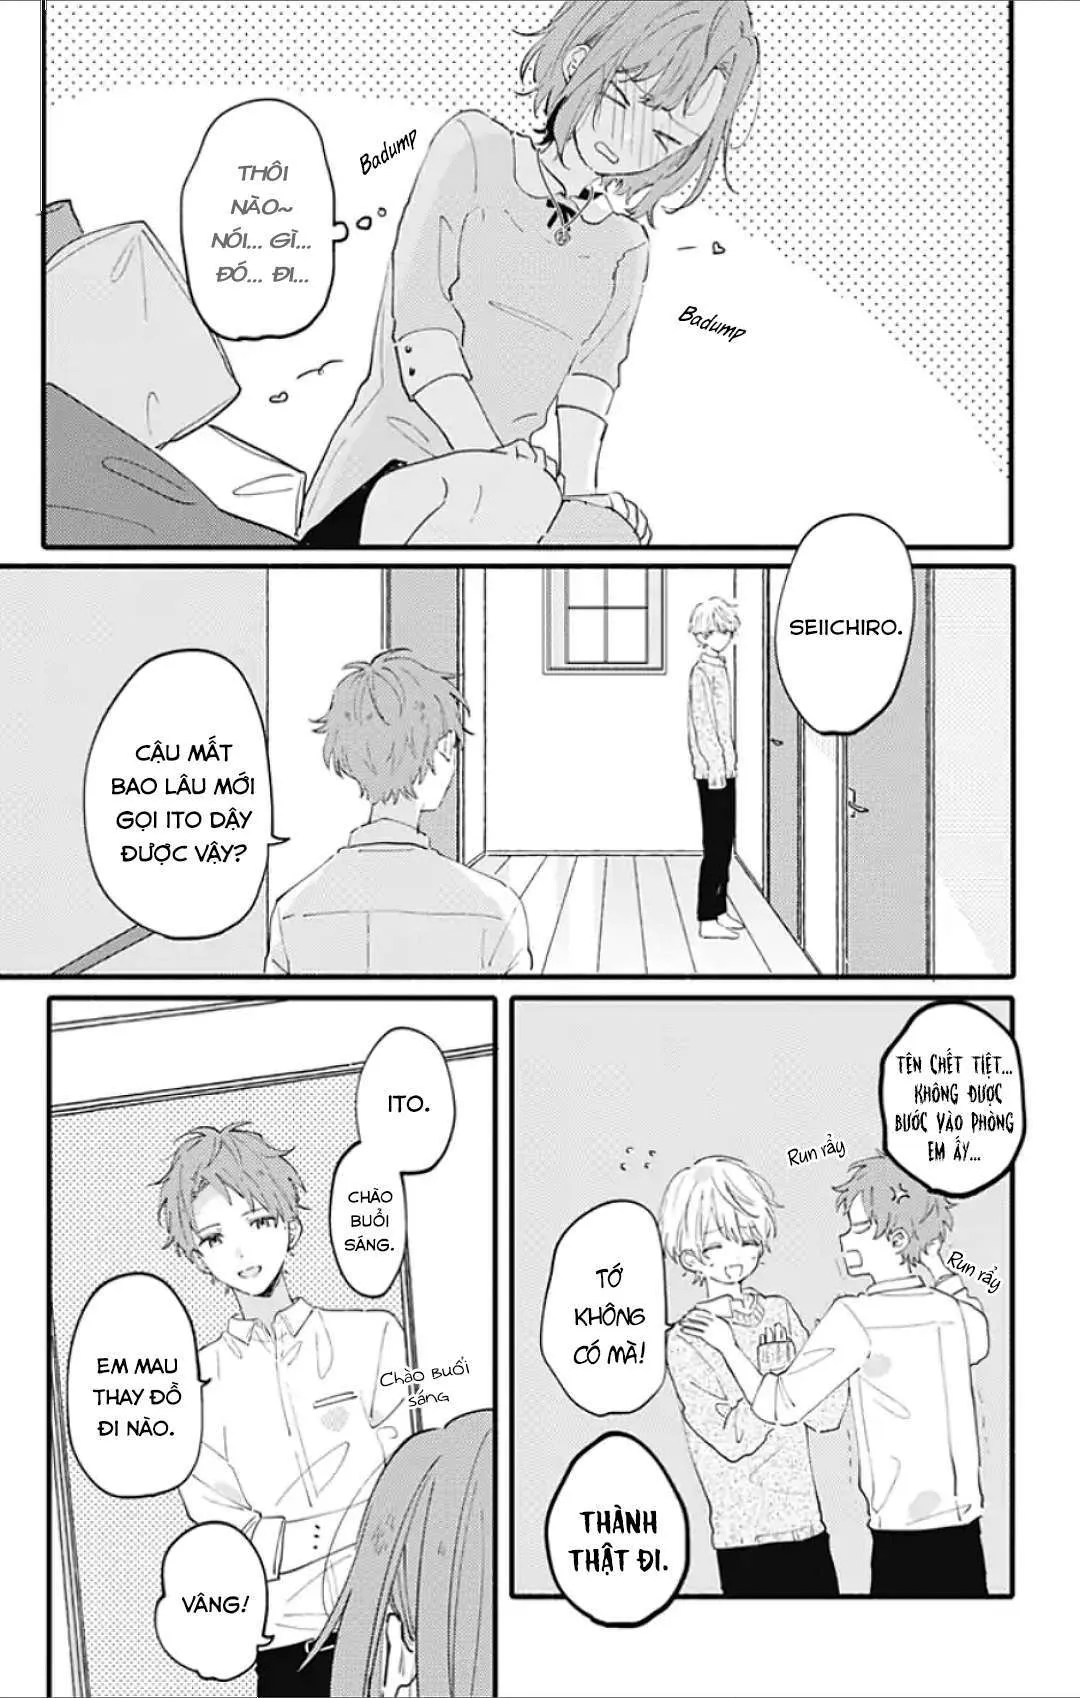 Badump
THÔI
NÀO~
NÓI... GÌ...
ĐÓ... ĐI...
Badump
SEIICHIRO.
CẬU MẤT
BAO LÂU MỚI
GỌI ITO DẬY
ĐƯỢC VẬY?
TÊN CHẾT TIỆT...
KHÔNG ĐƯỢC
BƯỚC VÀO PHÒNG
EM ẤY...
Run rẩy
Run rẩy
TỚ
KHÔNG
CÓ MÀ!
THÀNH
THẬT ĐI.
ITO.
CHÀO
BUỔI
SÁNG.
EM MAU
THAY ĐỒ
ĐI NÀO.
Chào buổi
sáng
VÂNG!